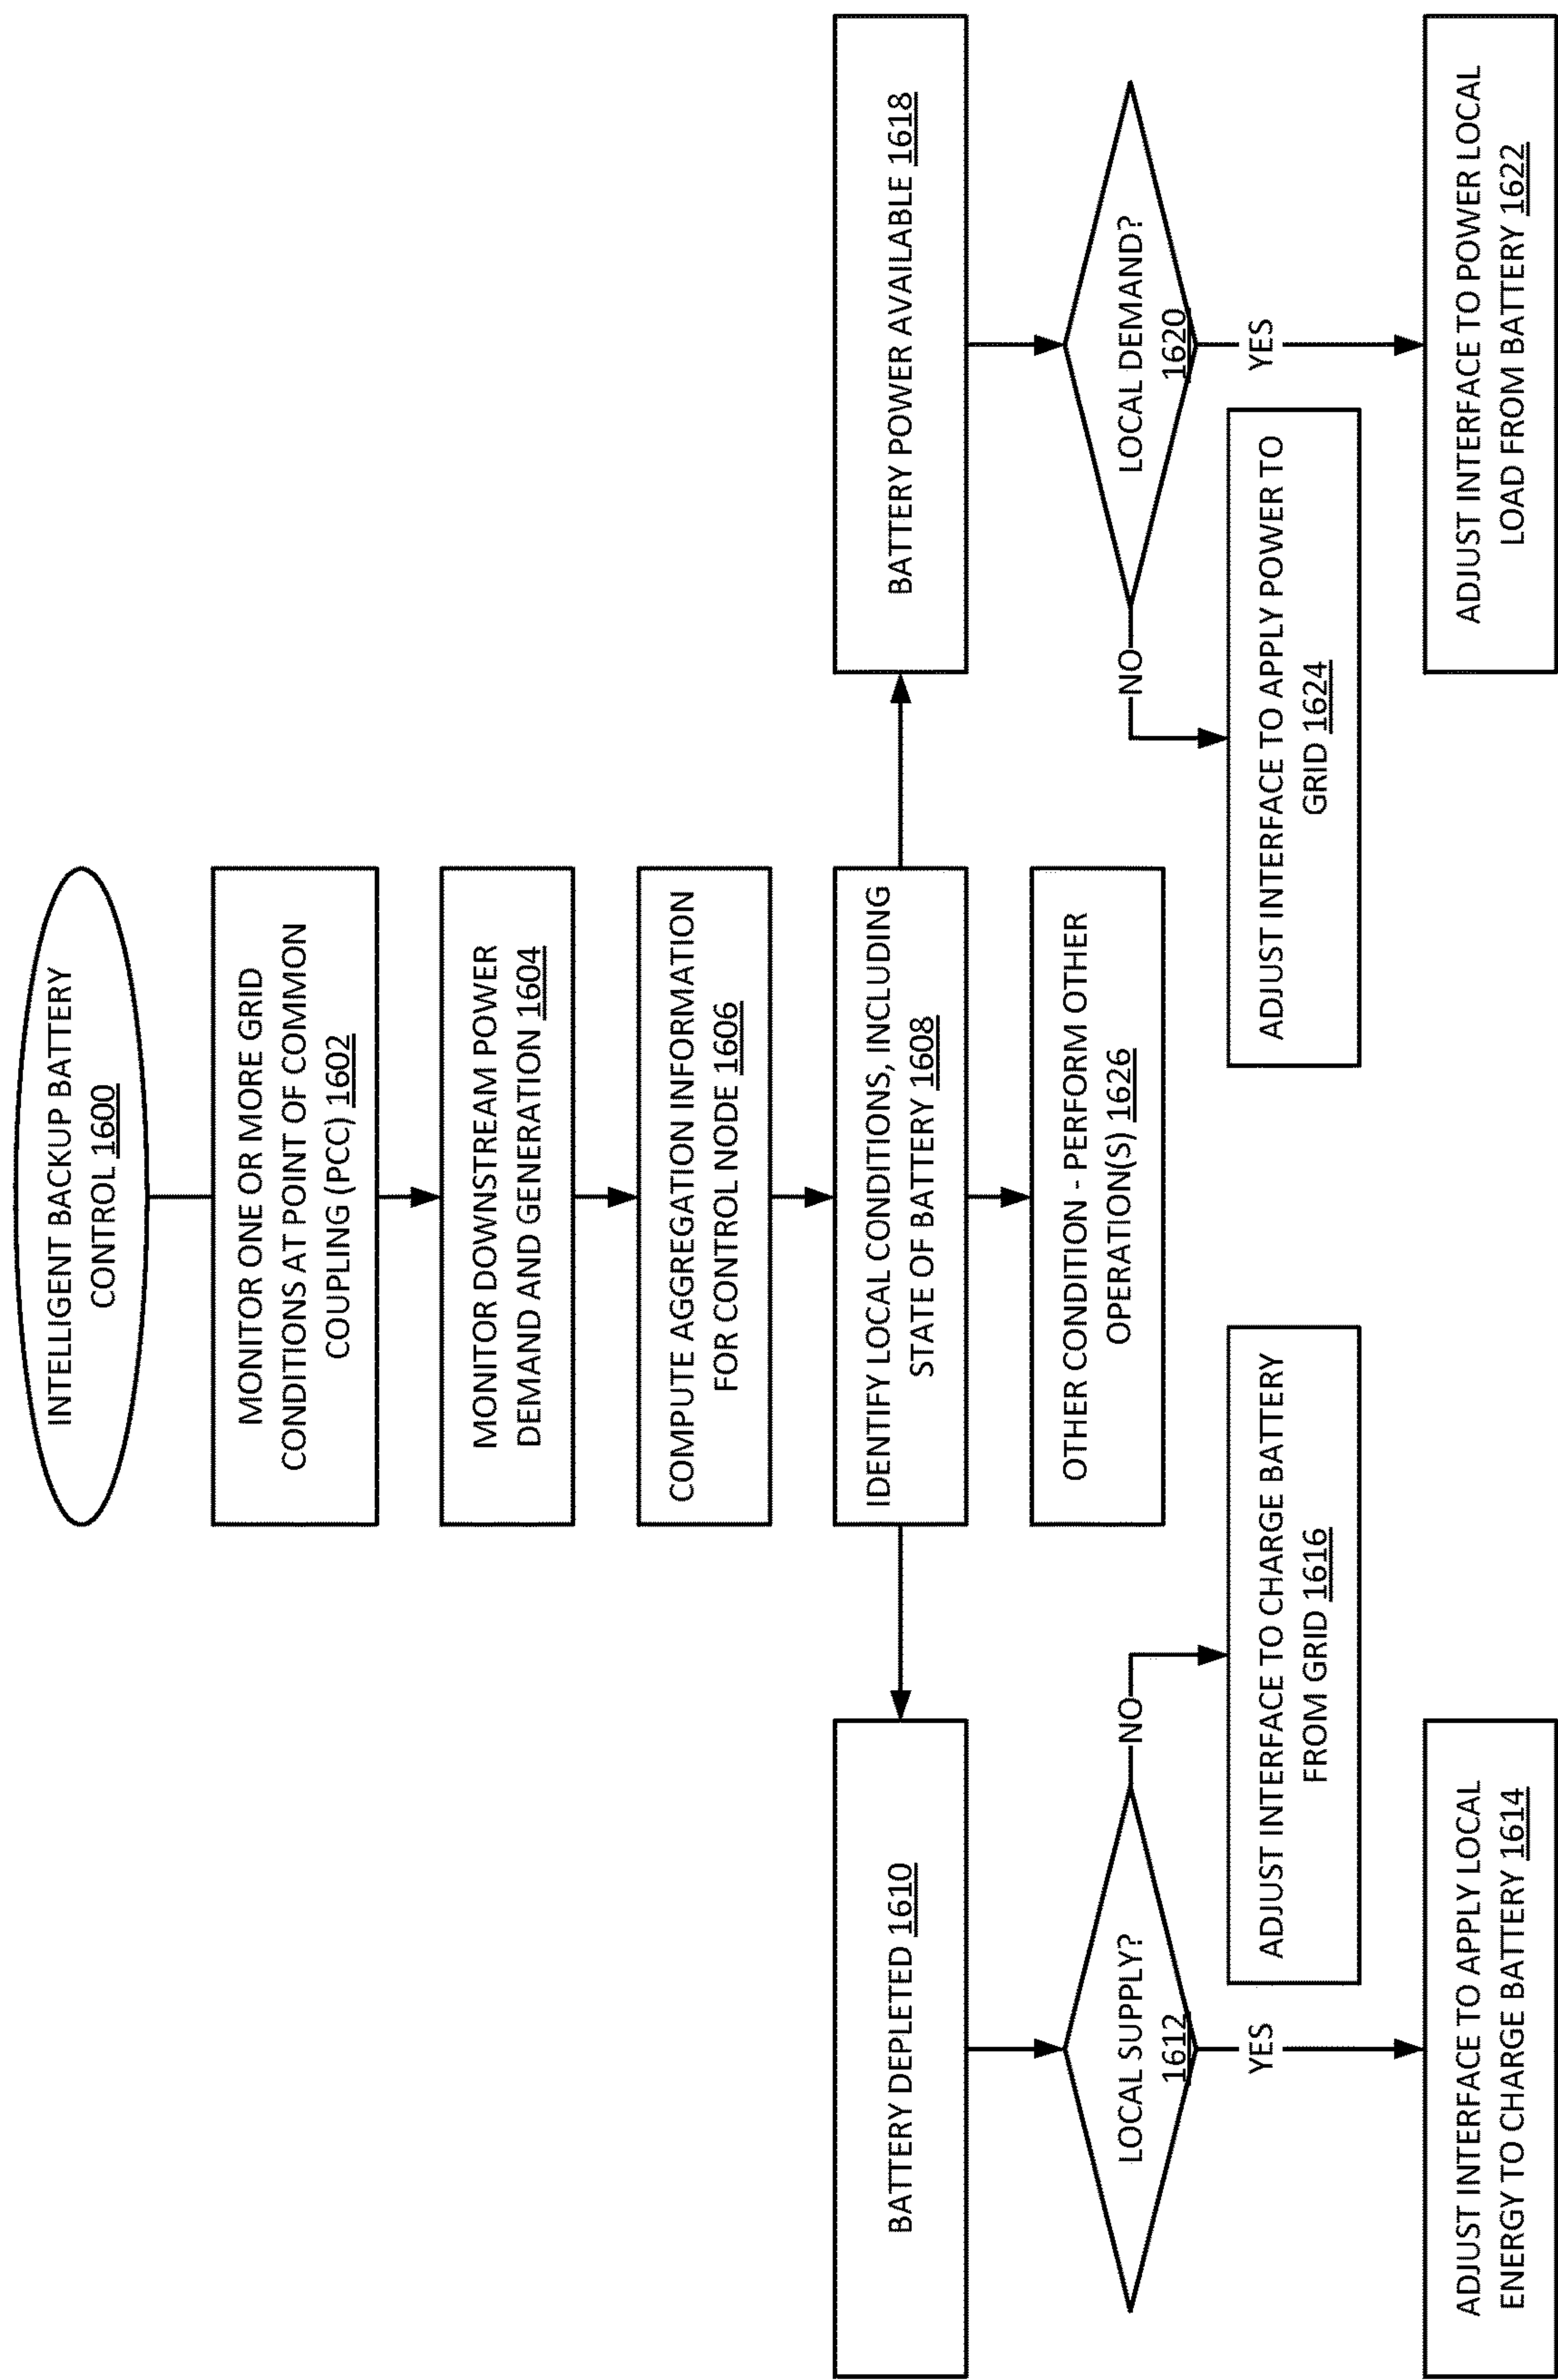 INTELLIGENT BACKUP BATTERY
CONTROL 1600
MONITOR ONE OR MORE GRID
CONDITIONS AT POINT OF COMMON
COUPLING (PCC) 1602
MONITOR DOWNSTREAM POWER
DEMAND AND GENERATION 1604
COMPUTE AGGREGATION INFORMATION
FOR CONTROL NODE 1606
IDENTIFY LOCAL CONDITIONS, INCLUDING
STATE OF BATTERY 1608
BATTERY DEPLETED 1610
LOCAL SUPPLY?
1612
NO
YES
ADJUST INTERFACE TO CHARGE BATTERY
FROM GRID 1616
ADJUST INTERFACE TO APPLY LOCAL
ENERGY TO CHARGE BATTERY 1614
OTHER CONDITION - PERFORM OTHER
OPERATION(S) 1626
BATTERY POWER AVAILABLE 1618
LOCAL DEMAND?
1620
NO
YES
ADJUST INTERFACE TO APPLY POWER TO
GRID 1624
ADJUST INTERFACE TO POWER LOCAL
LOAD FROM BATTERY 1622